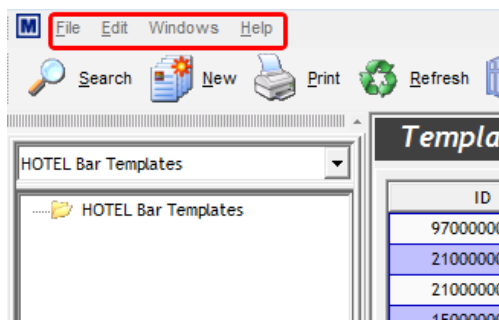 M File Edit Windows Help
Search New Print Refresh
HOTEL Bar Templates
HOTEL Bar Templates
Templa
ID
97000000
21000000
21000000
15000000